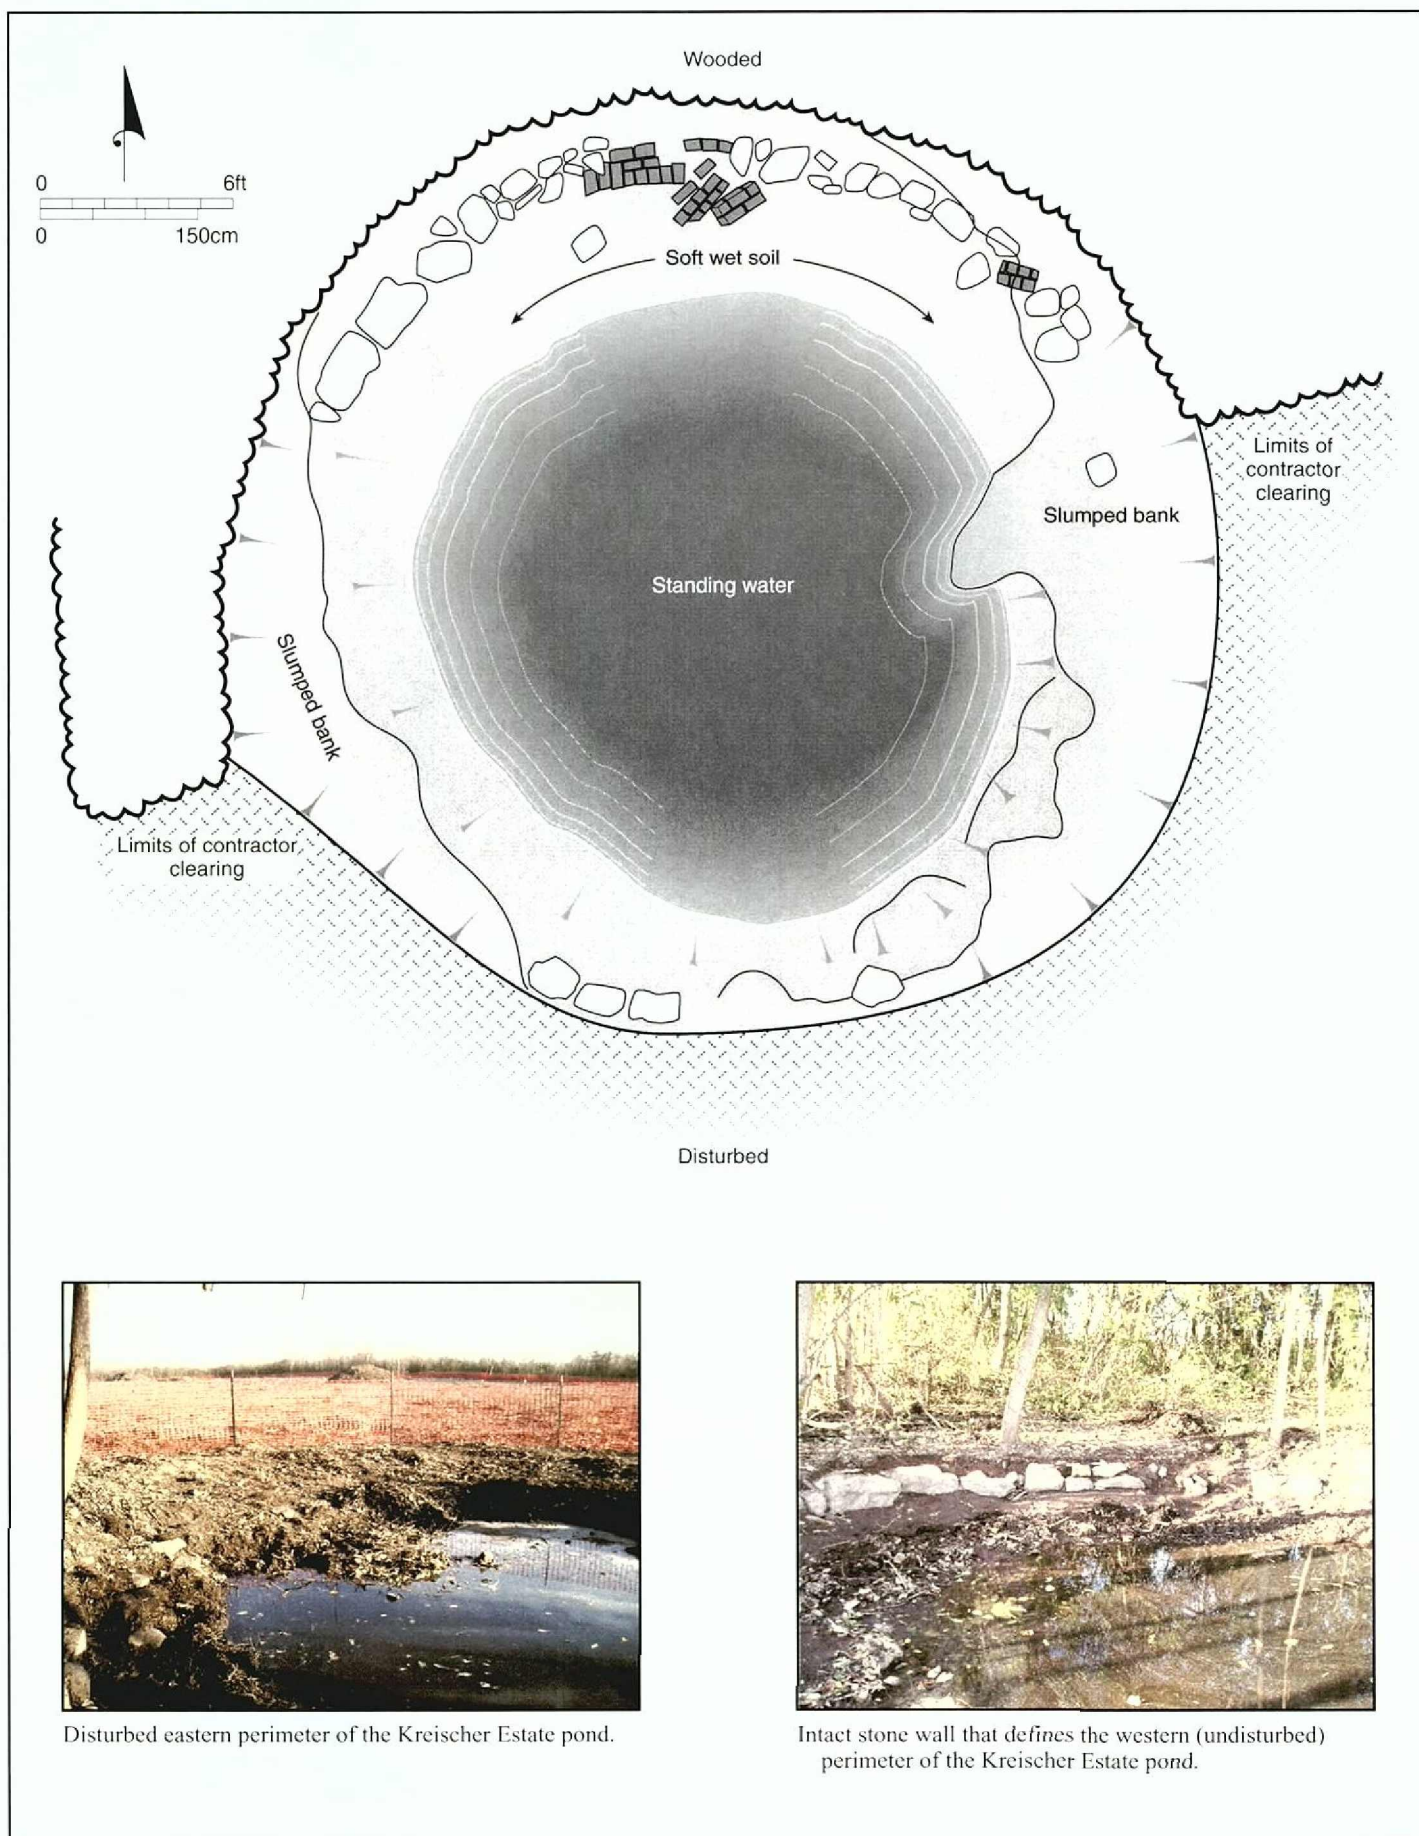 Wooded
0 6ft
0 150cm
Soft wet soil
Limits of
contractor
clearing
Slumped bank
Standing water
Slumped bank
Limits of contractor
clearing
Disturbed
Disturbed eastern perimeter of the Kreischer Estate pond.
Intact stone wall that defines the western (undisturbed)
perimeter of the Kreischer Estate pond.